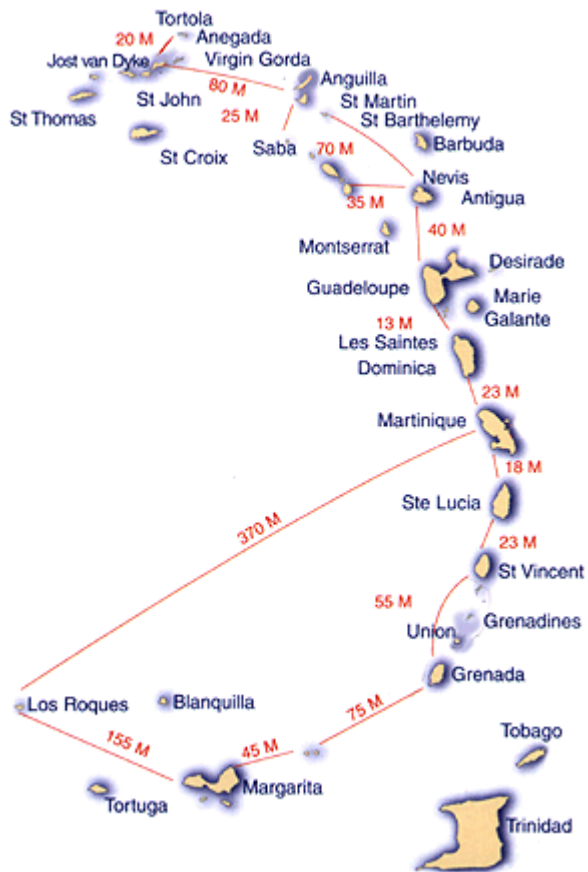 Tortola
20 M
Anegada
Jost van Dyke
Virgin Gorda
80 M
Anguilla
St Thomas
St John
25 M
St Martin
St Barthelemy
St Croix
Saba
70 M
Barbuda
Nevis
35 M
Antigua
Montserrat
40 M
Desirade
Guadeloupe
Marie
Galante
13 M
Les Saintes
Dominica
23 M
Martinique
18 M
Ste Lucia
370 M
23 M
St Vincent
55 M
Grenadines
Union
Grenada
Los Roques
Blanquilla
75 M
155 M
45 M
Tobago
Margarita
Tortuga
Trinidad